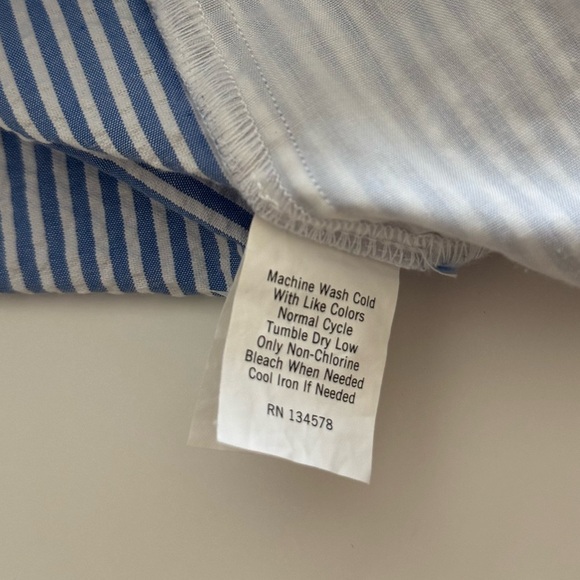 Machine Wash Cold
With Like Colors
Normal Cycle
Tumble Dry Low
Only Non-Chlorine
Bleach When Needed
Cool Iron If Needed
RN 134578